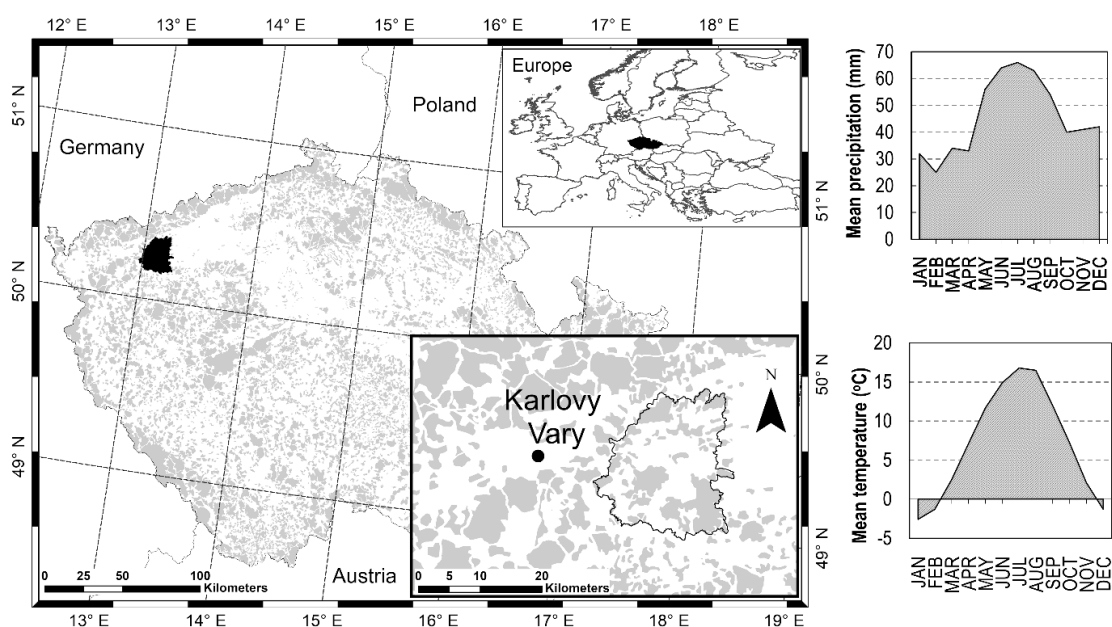 12° E
13° E
14° E
15° E
16° E
17° E
18° E
51° N
50° N
49° N
Germany
Poland
Europe
Austria
Karlovy
Vary
N
0 25 50 100
Kilometers
0 5 10 20
Kilometers
51° N
50° N
49° N
13° E
14° E
15° E
16° E
17° E
18° E
19° E
Mean precipitation (mm)
70
60
50
40
30
20
10
0
JAN
FEB
MAR
APR
MAY
JUN
JUL
AUG
SEP
OCT
NOV
DEC
Mean temperature (ºC)
20
15
10
5
0
-5
JAN
FEB
MAR
APR
MAY
JUN
JUL
AUG
SEP
OCT
NOV
DEC